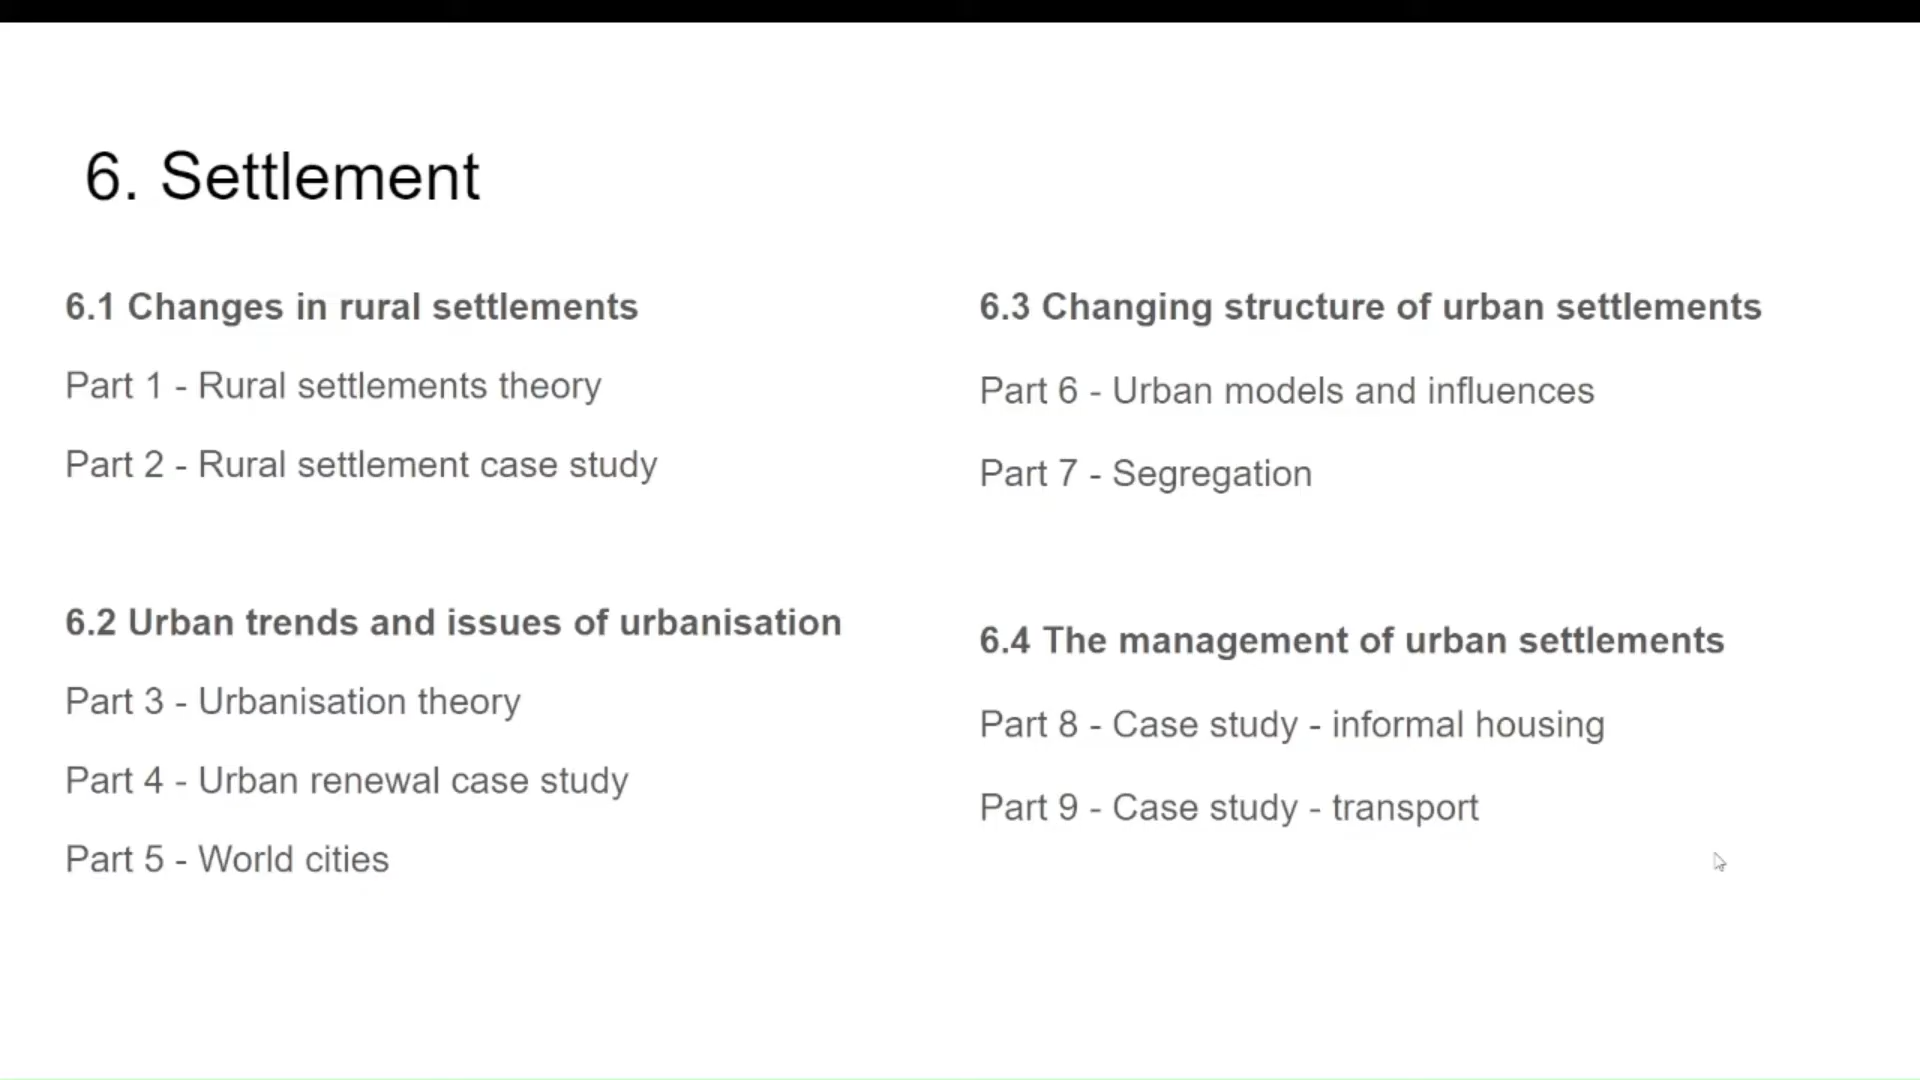 6. Settlement
6.1 Changes in rural settlements
Part 1 - Rural settlements theory
Part 2 - Rural settlement case study
6.2 Urban trends and issues of urbanisation
Part 3 - Urbanisation theory
Part 4 - Urban renewal case study
Part 5 - World cities
6.3 Changing structure of urban settlements
Part 6 - Urban models and influences
Part 7 - Segregation
6.4 The management of urban settlements
Part 8 - Case study - informal housing
Part 9 - Case study - transport